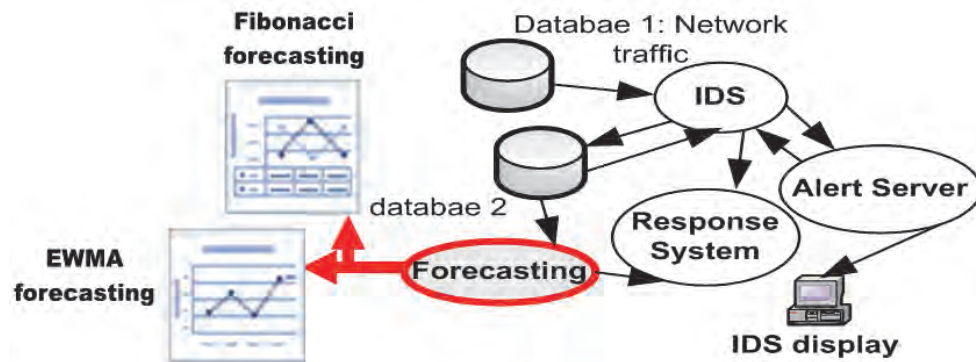 Fibonacci
forecasting
Databae 1: Network
traffic
IDS
Alert Server
databae 2
Response
System
EWMA
forecasting
Forecasting
IDS display